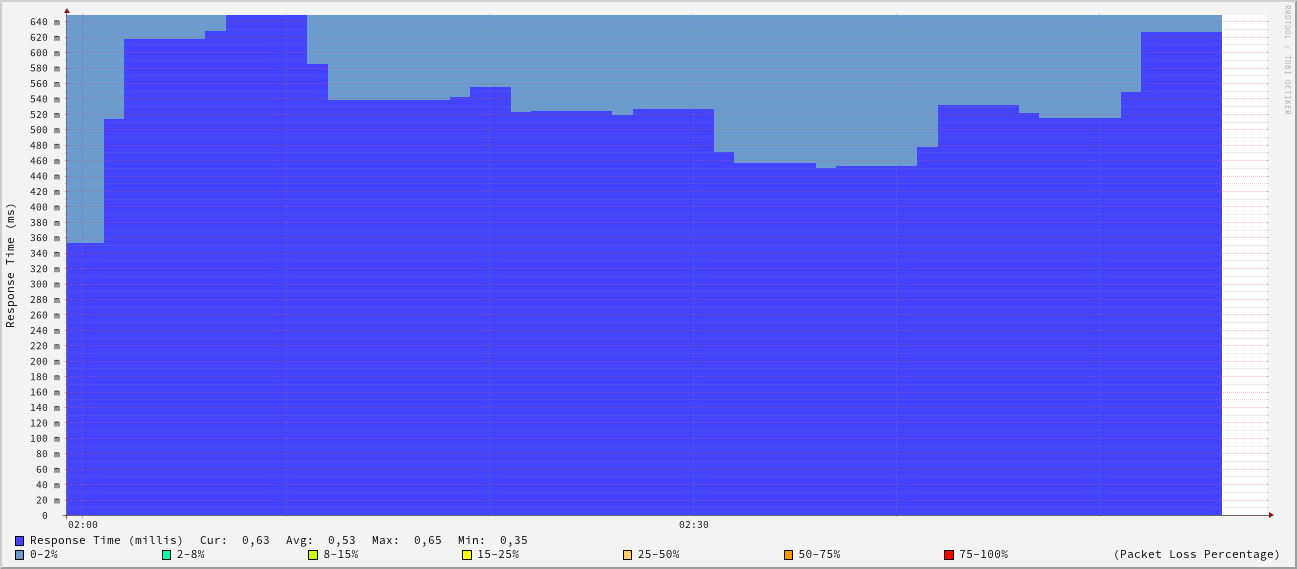 RRDTOOL / TOBI OETIKER
Response Time (ms)
640 m
620 m
600 m
580 m
560 m
540 m
520 m
500 m
480 m
460 m
440 m
420 m
400 m
380 m
360 m
340 m
320 m
300 m
280 m
260 m
240 m
220 m
200 m
180 m
160 m
140 m
120 m
100 m
80 m
60 m
40 m
20 m
0
02:00 02:30
Response Time (millis) Cur: 0,63 Avg: 0,53 Max: 0,65 Min: 0,35
0-2% 2-8% 8-15% 15-25% 25-50% 50-75% 75-100% (Packet Loss Percentage)